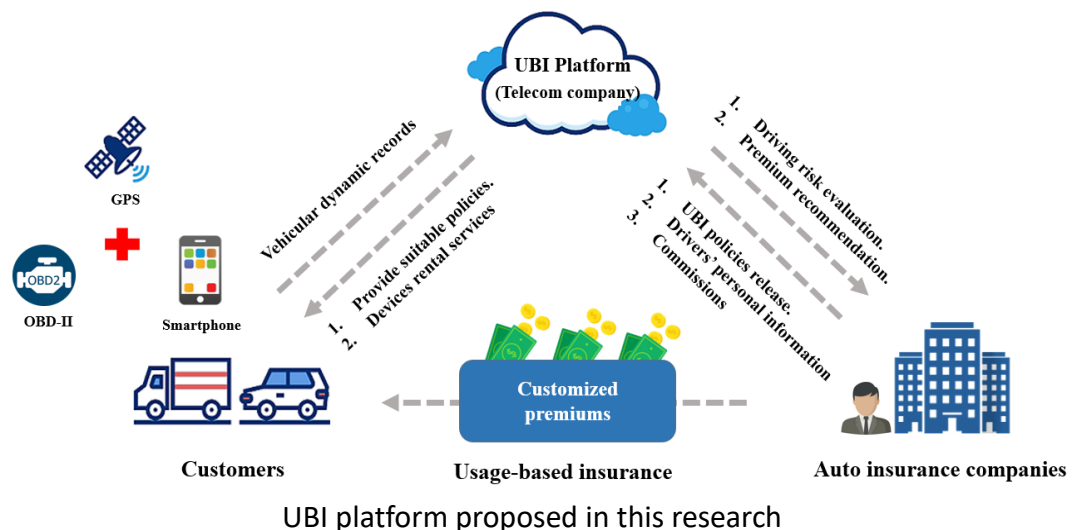 UBI Platform
(Telecom company)
GPS
OBD2
OBD-II
Smartphone
Vehicular dynamic records
1. Provide suitable policies.
2. Devices rental services
1. Driving risk evaluation.
2. Premium recommendation.
1. UBI policies release.
2. Drivers’ personal information
3. Commissions
Customized
premiums
Customers
Usage-based insurance
Auto insurance companies
UBI platform proposed in this research